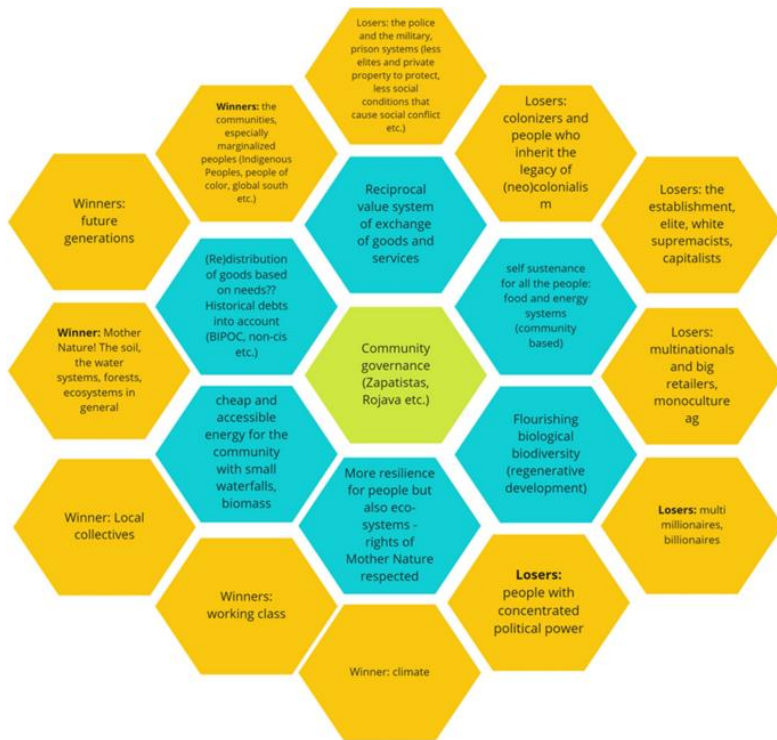 Losers: the police
and the military,
prison systems (less
elites and private
property to protect,
less social
conditions that
cause social conflict
etc.)
Winners: the
communities,
especially
marginalized
peoples (Indigenous
Peoples, people of
color, global south
etc.)
Losers:
colonizers and
people who
inherit the
legacy of
(neo)colonialis
m
Winners:
future
generations
Reciprocal
value system
of exchange
of goods and
services
Losers: the
establishment,
elite, white
supremacists,
capitalists
(Re)distribution
of goods based
on needs??
Historical debts
into account
(BIPOC, non-cis
etc.)
self sustenance
for all the people:
food and energy
systems
(community
based)
Winner: Mother
Nature! The soil,
the water
systems, forests,
ecosystems in
general
Community
governance
(Zapatistas,
Rojava etc.)
Losers:
multinationals
and big
retailers,
monoculture
ag
cheap and
accessible
energy for the
community
with small
waterfalls,
biomass
Flourishing
biological
biodiversity
(regenerative
development)
Winner: Local
collectives
More resilience
for people but
also eco-
systems -
rights of
Mother Nature
respected
Losers: multi
millionaires,
billionaires
Winners:
working class
Losers:
people with
concentrated
political power
Winner: climate